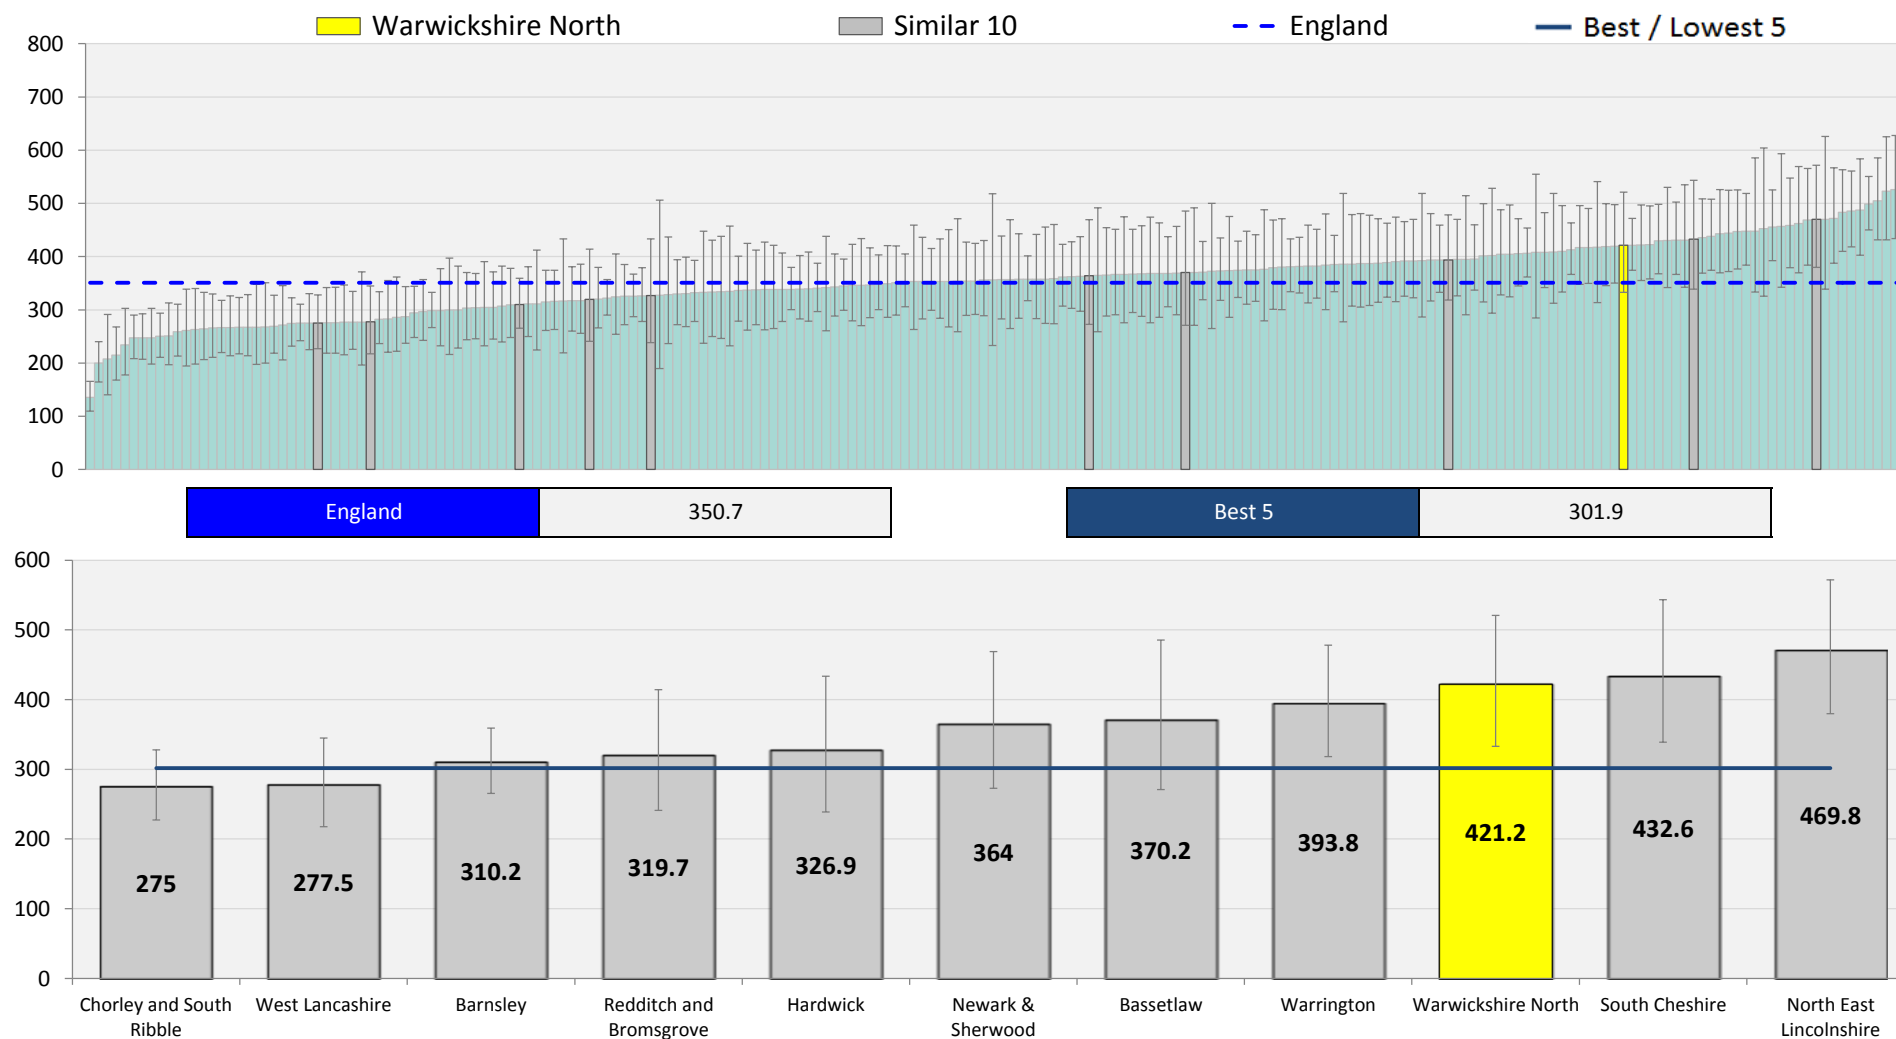 Warwickshire North
Similar 10
England
Best / Lowest 5
800
700
600
500
400
300
200
100
0
England
350.7
Best 5
301.9
600
500
400
300
200
100
0
275
277.5
310.2
319.7
326.9
364
370.2
393.8
421.2
432.6
469.8
Chorley and South
Ribble
West Lancashire
Barnsley
Redditch and
Bromsgrove
Hardwick
Newark &
Sherwood
Bassetlaw
Warrington
Warwickshire North
South Cheshire
North East
Lincolnshire